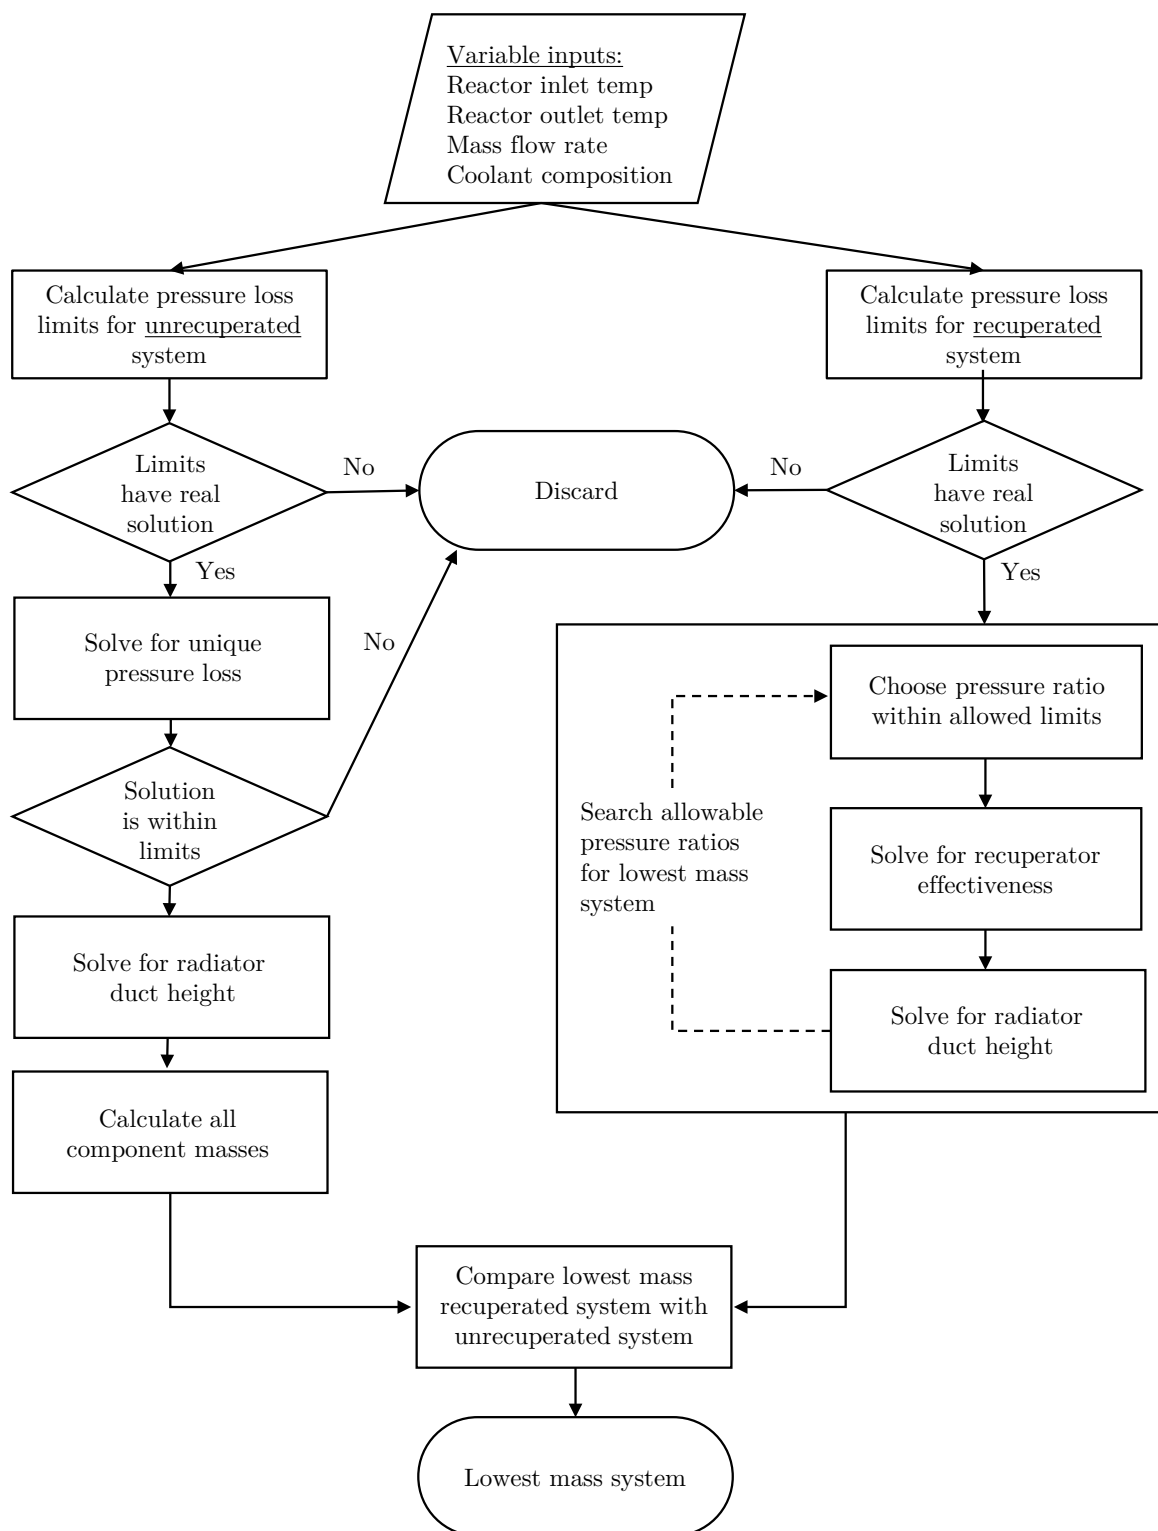 Variable inputs:
Reactor inlet temp
Reactor outlet temp
Mass flow rate
Coolant composition
Calculate pressure loss
limits for unrecuperated
system
Calculate pressure loss
limits for recuperated
system
Limits
have real
solution
No
Discard
No
Limits
have real
solution
Yes
Yes
Solve for unique
pressure loss
No
Choose pressure ratio
within allowed limits
Solution
is within
limits
Search allowable
pressure ratios
for lowest mass
system
Solve for recuperator
effectiveness
Solve for radiator
duct height
Solve for radiator
duct height
Calculate all
component masses
Compare lowest mass
recuperated system with
unrecuperated system
Lowest mass system